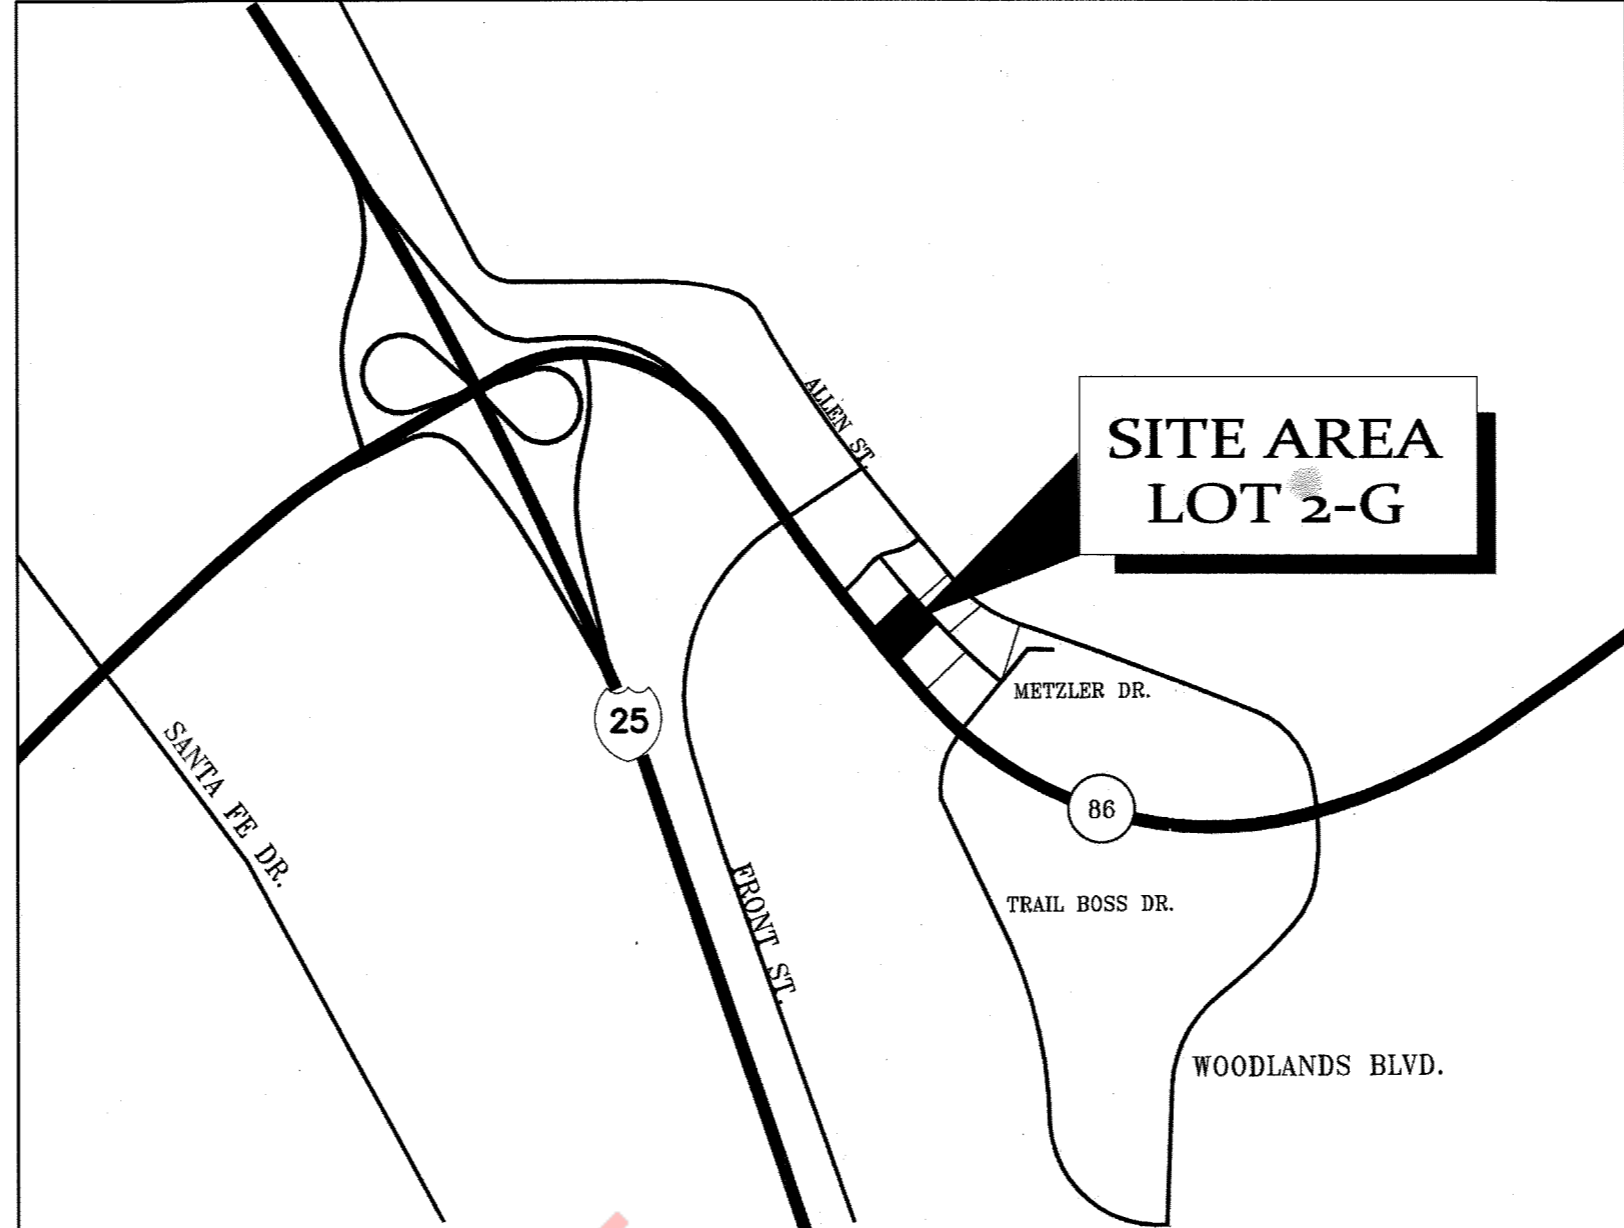 ALLEN ST.
SITE AREA
LOT 2-G
METZLER DR.
25
SANTA FE DR.
86
FRONT ST.
TRAIL BOSS DR.
WOODLANDS BLVD.